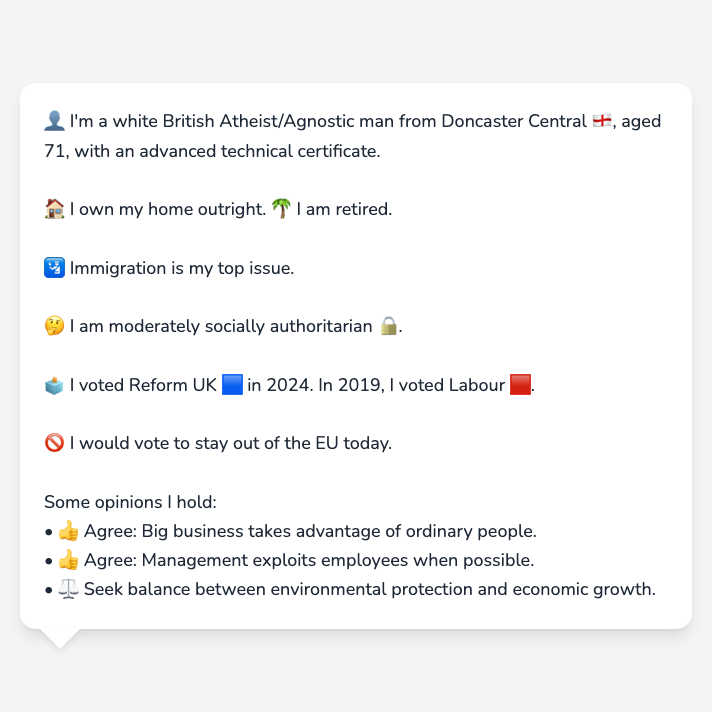 👤 I'm a white British Atheist/Agnostic man from Doncaster Central 🏴󠁧󠁢󠁥󠁮󠁧󠁿, aged
71, with an advanced technical certificate.
🏠 I own my home outright. 🌴 I am retired.
🛂 Immigration is my top issue.
🤔 I am moderately socially authoritarian 🔒.
🗳️ I voted Reform UK 🟦 in 2024. In 2019, I voted Labour 🟥.
🚫 I would vote to stay out of the EU today.
Some opinions I hold:
• 👍 Agree: Big business takes advantage of ordinary people.
• 👍 Agree: Management exploits employees when possible.
• ⚖️ Seek balance between environmental protection and economic growth.